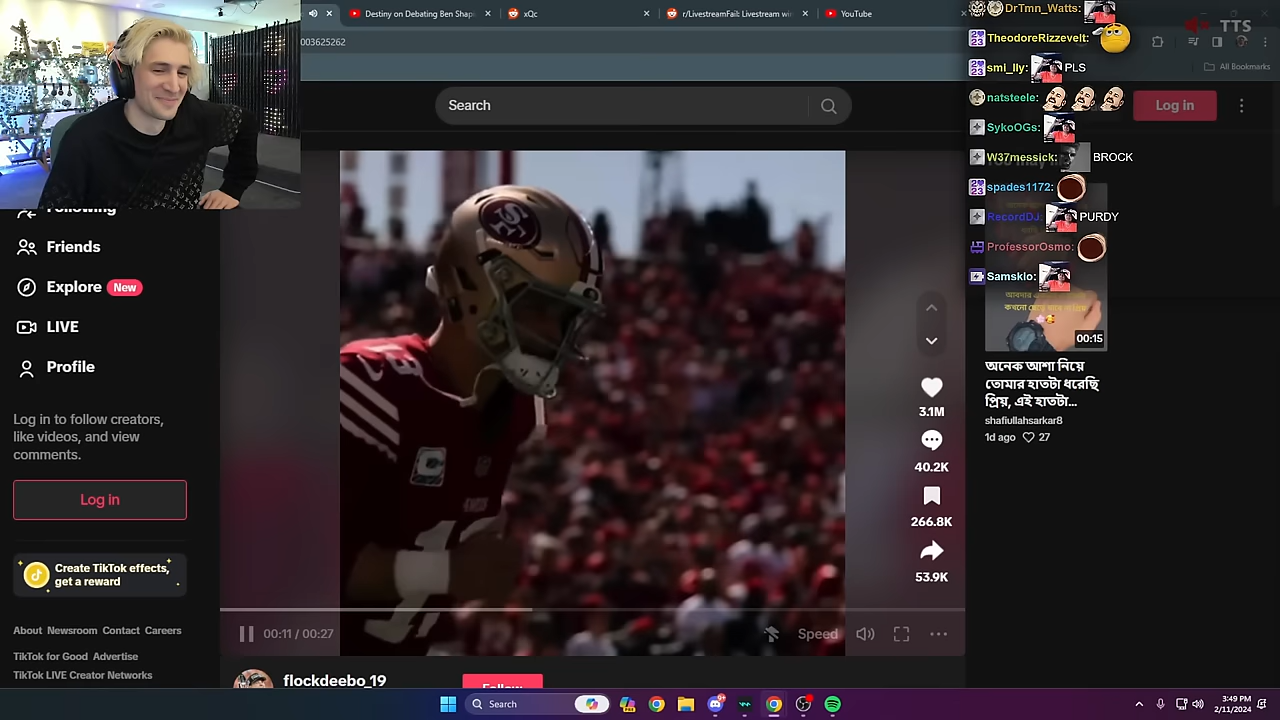 Destiny on Debating Ben Shap
xQc
r/LivestreamFail: Livestream wi
YouTube
003625262
All Bookmarks
DrTmn_Watts:
TTS
TheodoreRizzevelt:
smi_lly: PLS
natsteele:
SykoOGs:
W37messick: BROCK
spades1172:
RecordDJ: PURDY
ProfessorOsmo:
Samsklo:
Search
Log in
Following
Friends
Explore New
LIVE
Profile
Log in to follow creators,
like videos, and view
comments.
Log in
Create TikTok effects,
get a reward
About Newsroom Contact Careers
TikTok for Good Advertise
TikTok LIVE Creator Networks
SF
C
49ERS
3.1M
40.2K
266.8K
53.9K
00:11 / 00:27
Speed
flockdeebo_19
Follow
00:15
অনেক আশা নিয়ে
তোমার হাতটা ধরেছি
প্রিয়, এই হাতটা...
shafiullahsarkar8
1d ago 27
Search
3:49 PM
2/11/2024